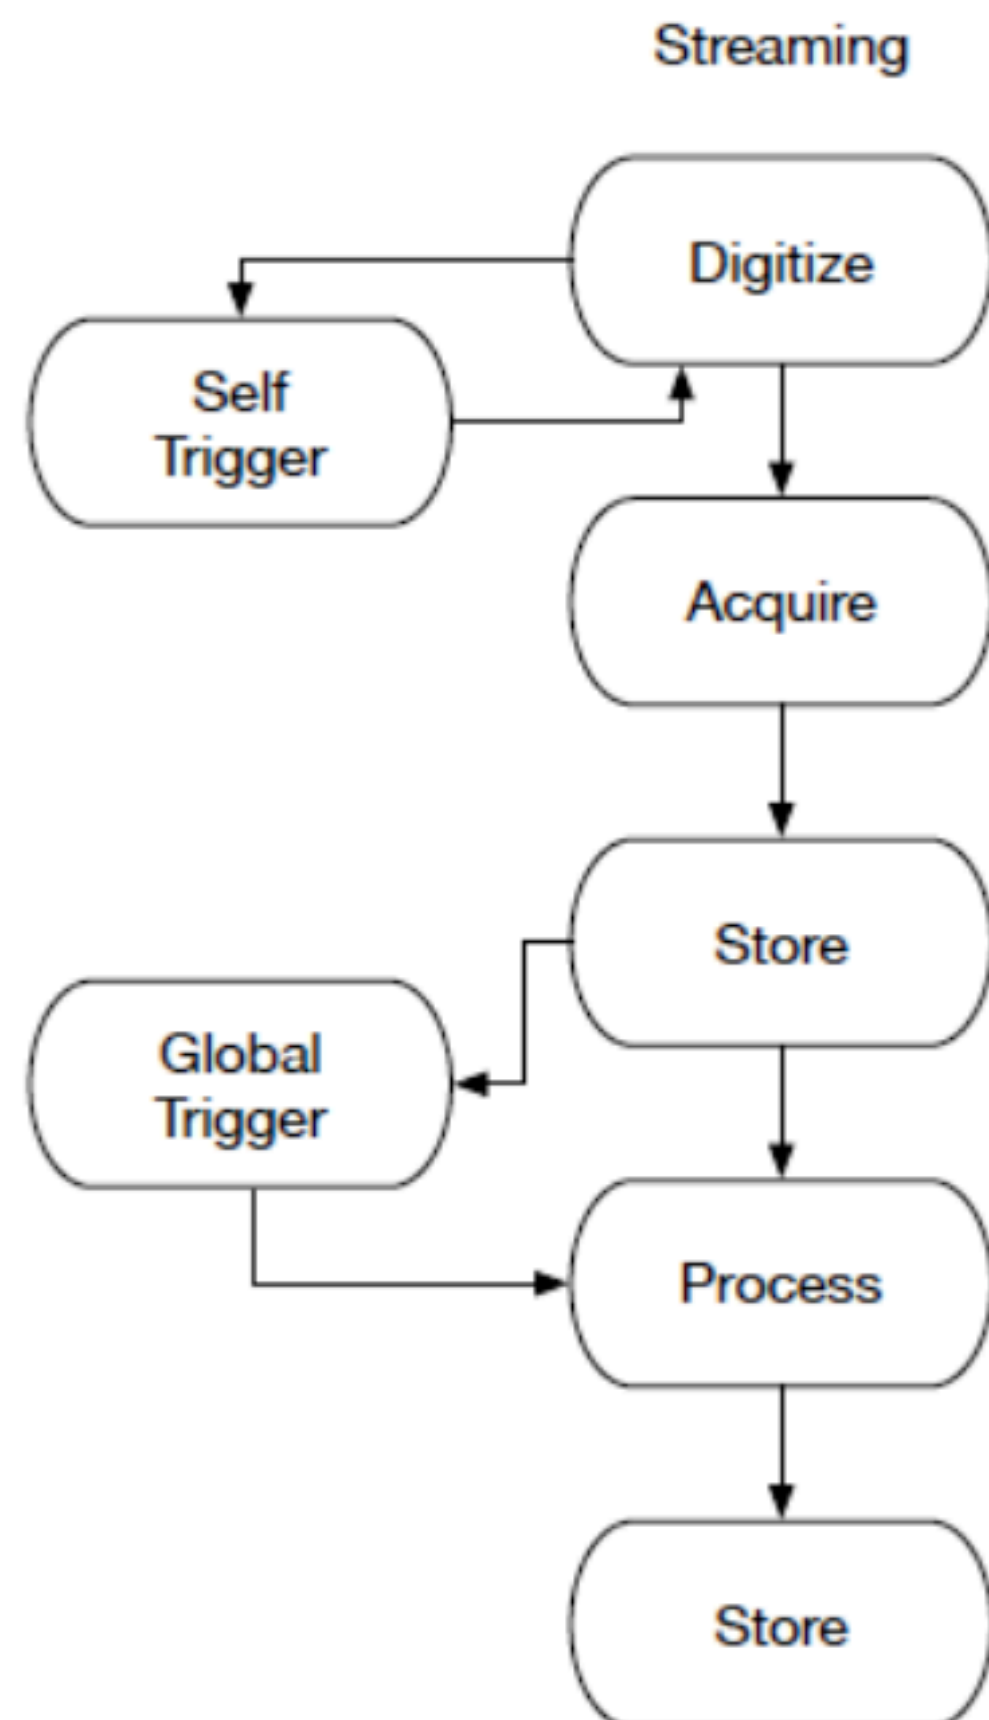 Streaming
Digitize
Self
Trigger
Acquire
Store
Global
Trigger
Process
Store